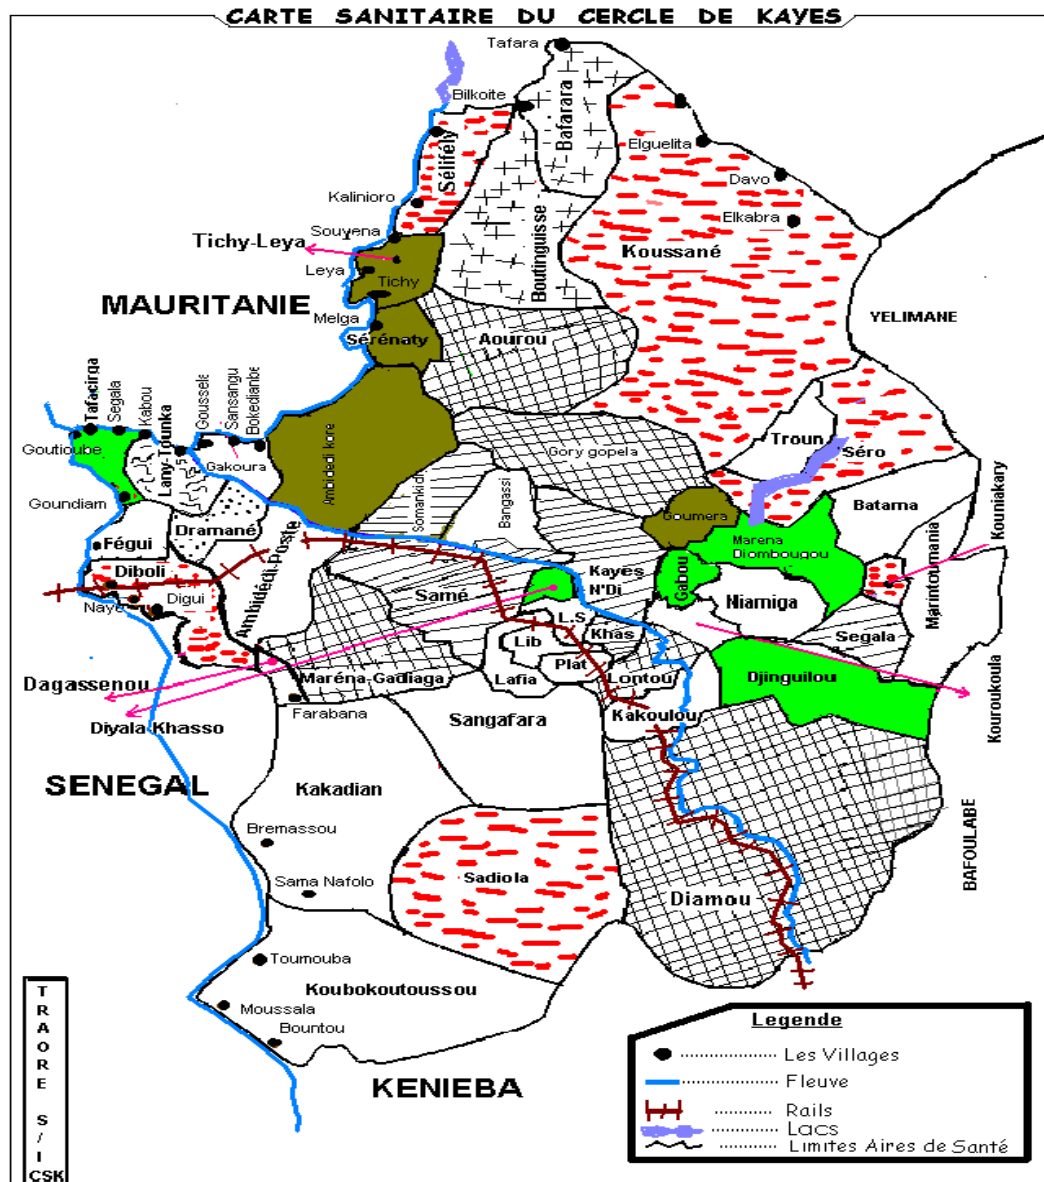 CARTE SANITAIRE DU CERCLE DE KAYES
Tafara
Bilkoite
Bafarara
Sélifély
Elguelita
Davo
Kalinioro
Elkabra
Souyena
Tichy-Leya
Koussané
Leya
Tichy
Boutinguisse
MAURITANIE
Melga
YELIMANE
Sérénaty
Aourou
Tafacirga
Segala
Kabou
Goussele
Sansangu
Bokedianbe
Goutioube
Lany-Tounka
Gakoura
Ambidedi kore
Gory gopela
Troun
Séro
Goundiam
Somankidi
Bangassi
Goumera
Batama
Kouniakary
Dramané
Marena
Diombougou
Fégui
Ambidédi-Poste
Diboli
Kayes
N'Di
Gabou
Marintoumania
Naye
Digui
Samé
Niamiga
L.S
Khas
Lib
Segala
Plat
Dagassenou
Maréna-Gadiaga
Lafia
Lontou
Djinguilou
Farabana
Kakoulou
Kouroukoula
Diyala-Khasso
Sangafara
SENEGAL
Kakadian
Bremassou
BAFOULABE
Sama Nafolo
Sadiola
Diamou
Toumouba
Koubokoutoussou
Moussala
Bountou
KENIEBA
TRAORE S/I CSK
Legende
Les Villages
Fleuve
Rails
Lacs
Limites Aires de Santé